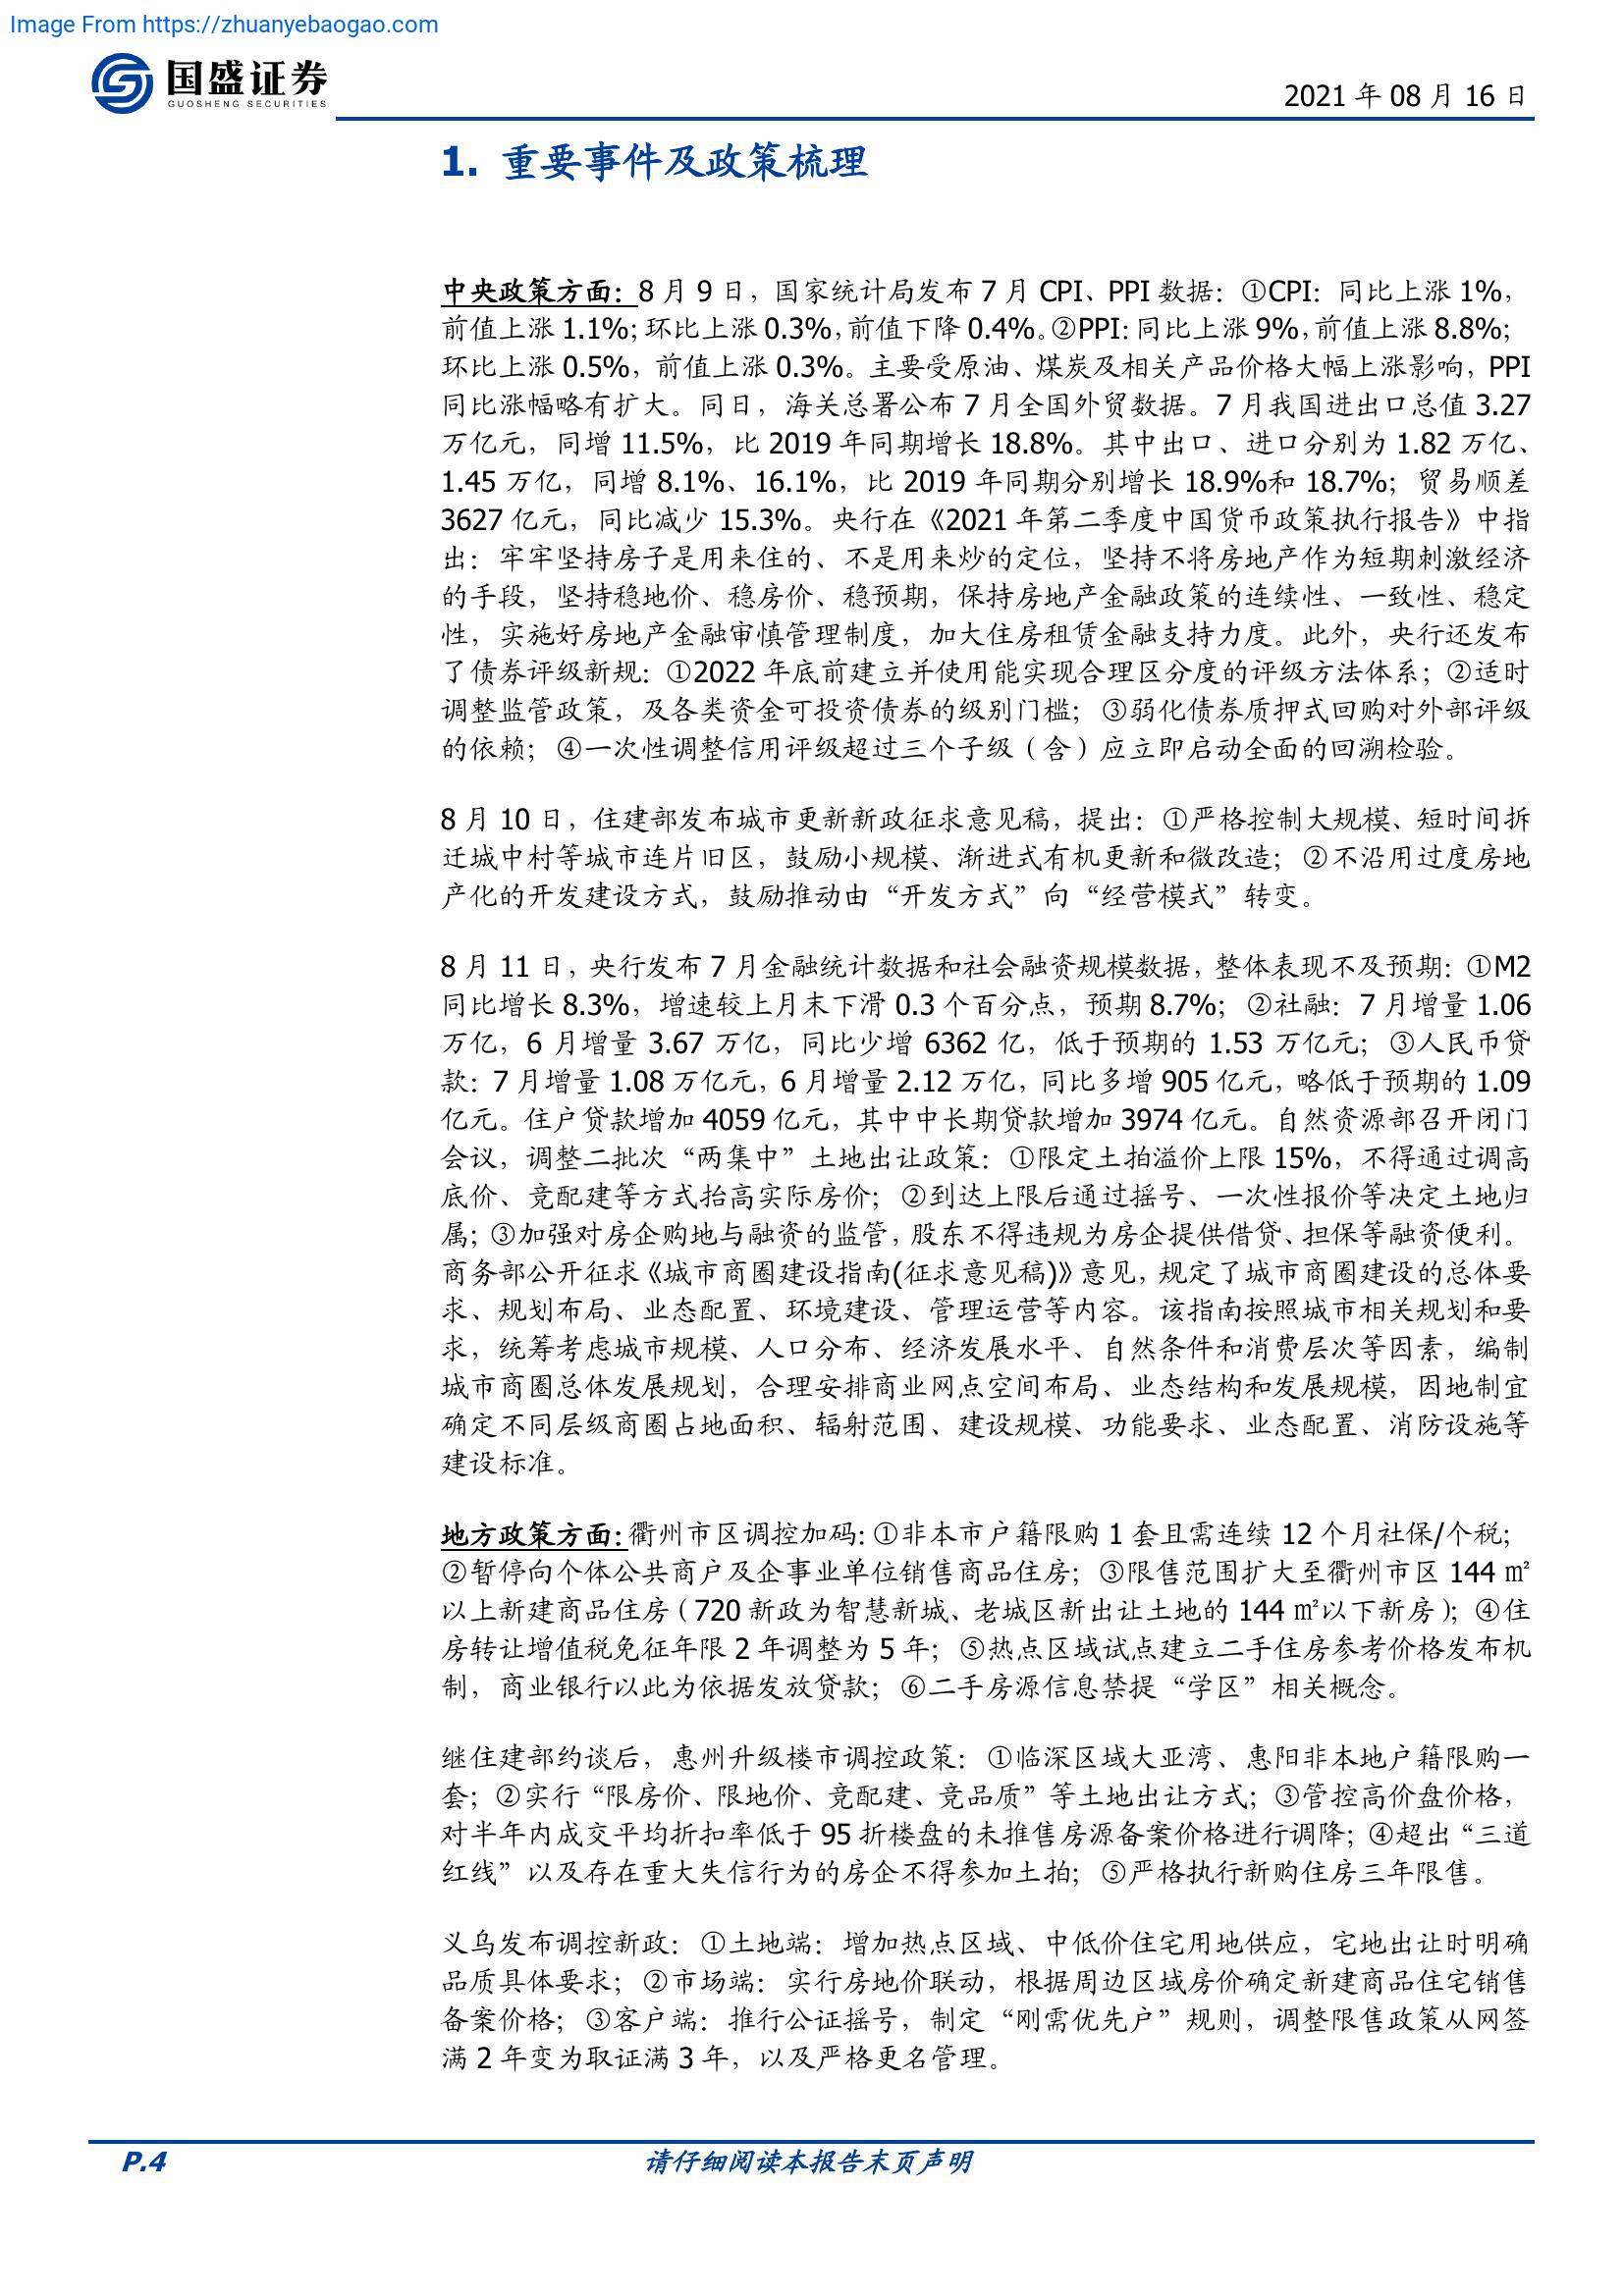 Image From https://zhuanyebaogao.com
国盛证券
GUOSHENG SECURITIES
2021 年 08 月 16 日
1. 重要事件及政策梳理
中央政策方面：8 月 9 日，国家统计局发布 7 月 CPI、PPI 数据：①CPI：同比上涨 1%，
前值上涨 1.1%；环比上涨 0.3%，前值下降 0.4%。②PPI：同比上涨 9%，前值上涨 8.8%；
环比上涨 0.5%，前值上涨 0.3%。主要受原油、煤炭及相关产品价格大幅上涨影响，PPI
同比涨幅略有扩大。同日，海关总署公布 7 月全国外贸数据。7 月我国进出口总值 3.27
万亿元，同增 11.5%，比 2019 年同期增长 18.8%。其中出口、进口分别为 1.82 万亿、
1.45 万亿，同增 8.1%、16.1%，比 2019 年同期分别增长 18.9%和 18.7%；贸易顺差
3627 亿元，同比减少 15.3%。央行在《2021 年第二季度中国货币政策执行报告》中指
出：牢牢坚持房子是用来住的、不是用来炒的定位，坚持不将房地产作为短期刺激经济
的手段，坚持稳地价、稳房价、稳预期，保持房地产金融政策的连续性、一致性、稳定
性，实施好房地产金融审慎管理制度，加大住房租赁金融支持力度。此外，央行还发布
了债券评级新规：①2022 年底前建立并使用能实现合理区分度的评级方法体系；②适时
调整监管政策，及各类资金可投资债券的级别门槛；③弱化债券质押式回购对外部评级
的依赖；④一次性调整信用评级超过三个子级（含）应立即启动全面的回溯检验。
8 月 10 日，住建部发布城市更新新政征求意见稿，提出：①严格控制大规模、短时间拆
迁城中村等城市连片旧区，鼓励小规模、渐进式有机更新和微改造；②不沿用过度房地
产化的开发建设方式，鼓励推动由“开发方式”向“经营模式”转变。
8 月 11 日，央行发布 7 月金融统计数据和社会融资规模数据，整体表现不及预期：①M2
同比增长 8.3%，增速较上月末下滑 0.3 个百分点，预期 8.7%；②社融：7 月增量 1.06
万亿，6 月增量 3.67 万亿，同比少增 6362 亿，低于预期的 1.53 万亿元；③人民币贷
款：7 月增量 1.08 万亿元，6 月增量 2.12 万亿，同比多增 905 亿元，略低于预期的 1.09
亿元。住户贷款增加 4059 亿元，其中中长期贷款增加 3974 亿元。自然资源部召开闭门
会议，调整二批次“两集中”土地出让政策：①限定土拍溢价上限 15%，不得通过调高
底价、竞配建等方式抬高实际房价；②到达上限后通过摇号、一次性报价等决定土地归
属；③加强对房企购地与融资的监管，股东不得违规为房企提供借贷、担保等融资便利。
商务部公开征求《城市商圈建设指南(征求意见稿)》意见，规定了城市商圈建设的总体要
求、规划布局、业态配置、环境建设、管理运营等内容。该指南按照城市相关规划和要
求，统筹考虑城市规模、人口分布、经济发展水平、自然条件和消费层次等因素，编制
城市商圈总体发展规划，合理安排商业网点空间布局、业态结构和发展规模，因地制宜
确定不同层级商圈占地面积、辐射范围、建设规模、功能要求、业态配置、消防设施等
建设标准。
地方政策方面：衢州市区调控加码：①非本市户籍限购 1 套且需连续 12 个月社保/个税；
②暂停向个体公共商户及企事业单位销售商品住房；③限售范围扩大至衢州市区 144 ㎡
以上新建商品住房（720 新政为智慧新城、老城区新出让土地的 144 ㎡以下新房）；④住
房转让增值税免征年限 2 年调整为 5 年；⑤热点区域试点建立二手住房参考价格发布机
制，商业银行以此为依据发放贷款；⑥二手房源信息禁提“学区”相关概念。
继住建部约谈后，惠州升级楼市调控政策：①临深区域大亚湾、惠阳非本地户籍限购一
套；②实行“限房价、限地价、竞配建、竞品质”等土地出让方式；③管控高价盘价格，
对半年内成交平均折扣率低于 95 折楼盘的未推售房源备案价格进行调降；④超出“三道
红线”以及存在重大失信行为的房企不得参加土拍；⑤严格执行新购住房三年限售。
义乌发布调控新政：①土地端：增加热点区域、中低价住宅用地供应，宅地出让时明确
品质具体要求；②市场端：实行房地价联动，根据周边区域房价确定新建商品住宅销售
备案价格；③客户端：推行公证摇号，制定“刚需优先户”规则，调整限售政策从网签
满 2 年变为取证满 3 年，以及严格更名管理。
P.4
请仔细阅读本报告末页声明